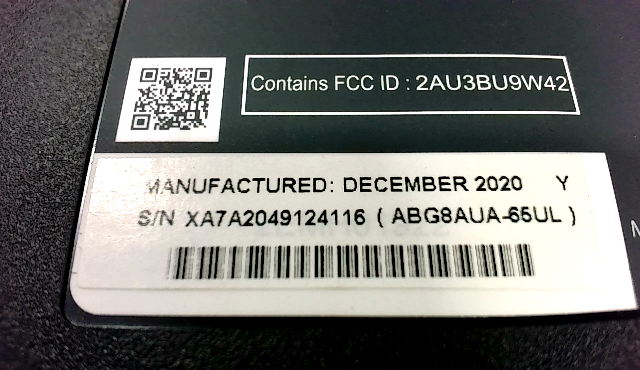 Contains FCC ID : 2AU3BU9W42
MANUFACTURED: DECEMBER 2020 Y
S/N XA7A2049124116 ( ABG8AUA-65UL )